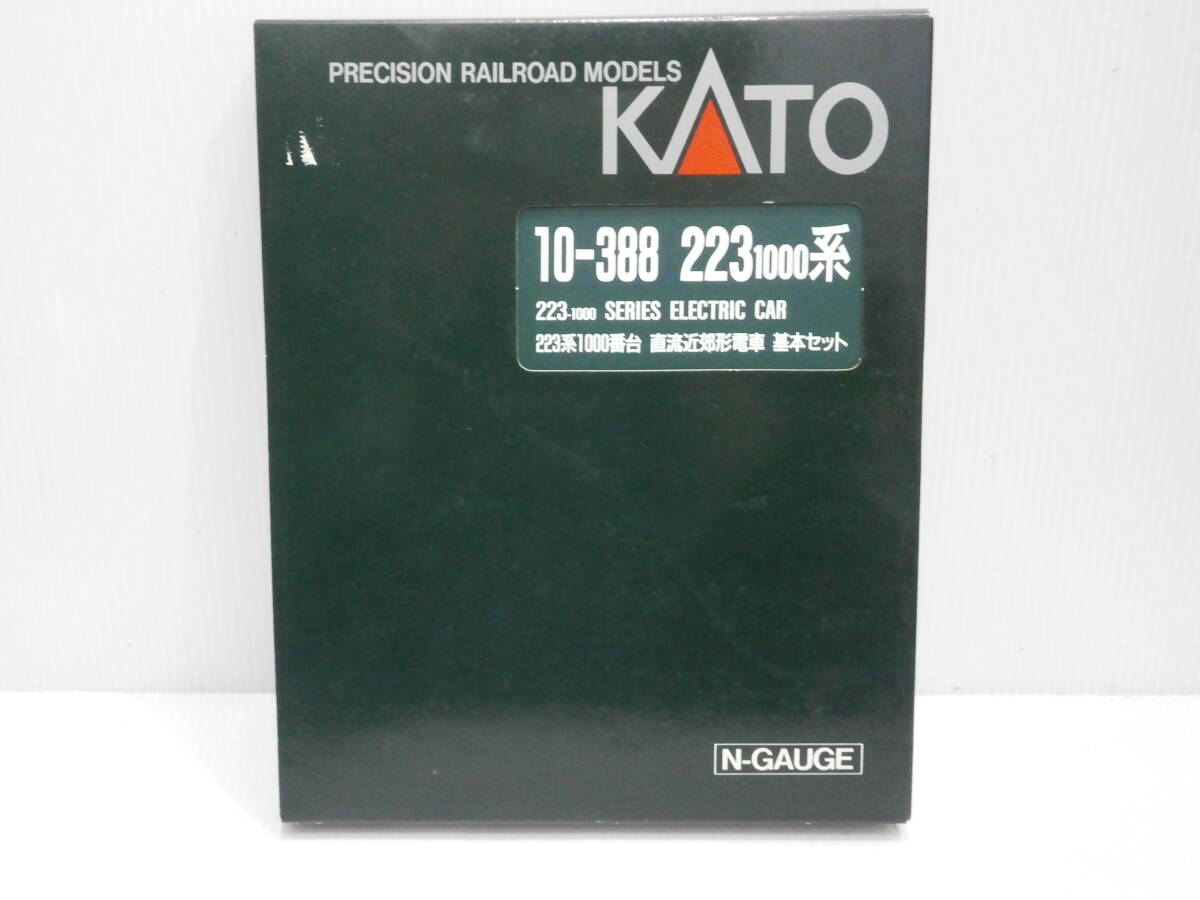 PRECISION RAILROAD MODELS
KATO
10-388 2231000系
223-1000 SERIES ELECTRIC CAR
223系1000番台 直流近郊形電車 基本セット
N-GAUGE